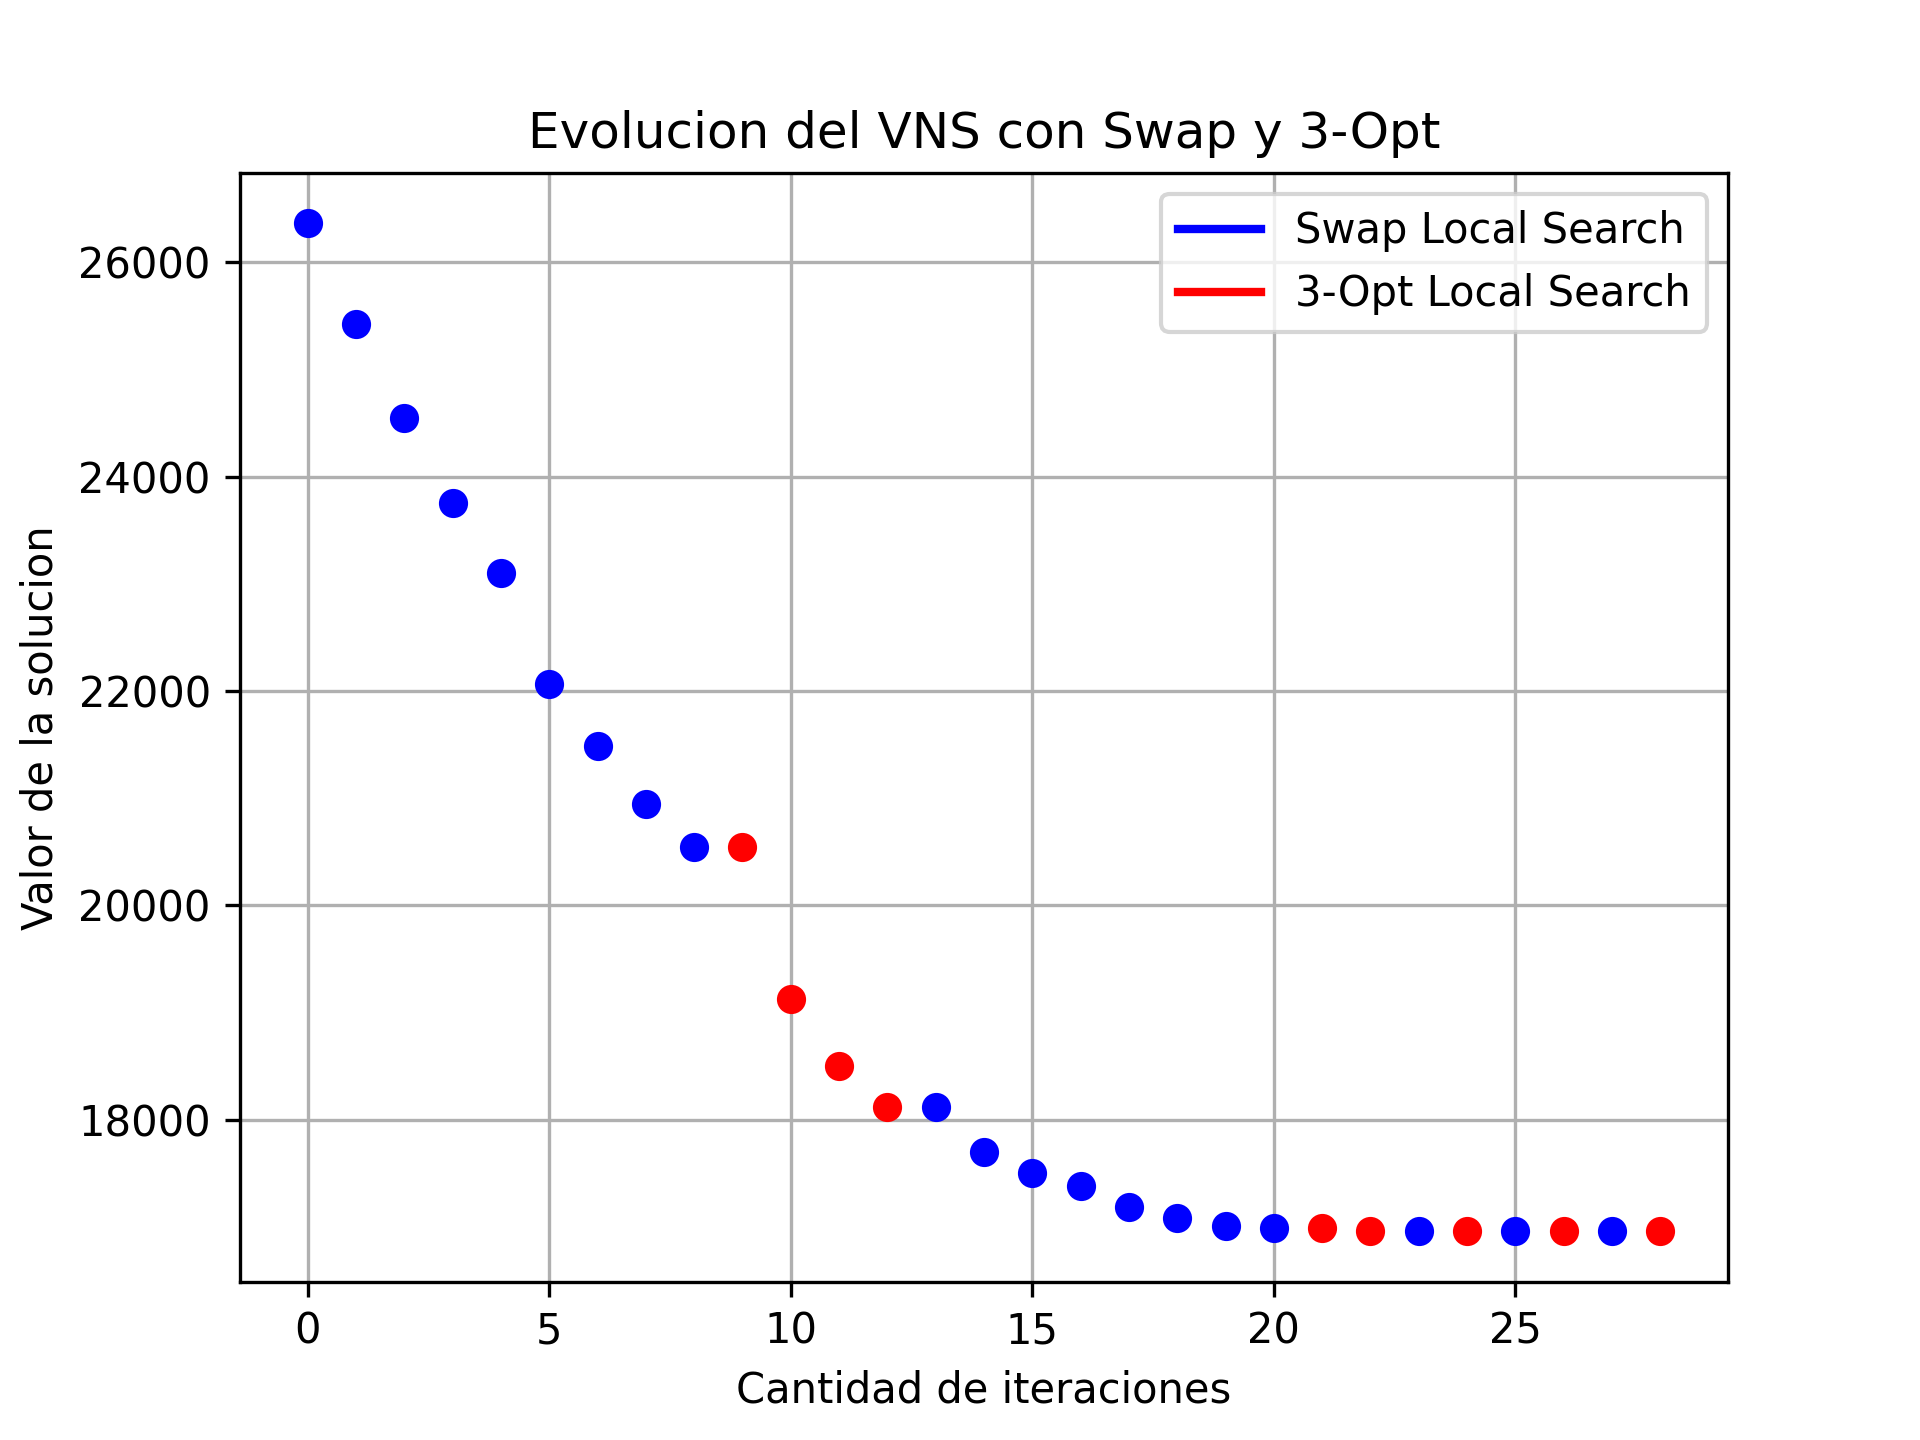 Evolucion del VNS con Swap y 3-Opt
Swap Local Search
3-Opt Local Search
Valor de la solucion
26000
24000
22000
20000
18000
0 5 10 15 20 25
Cantidad de iteraciones